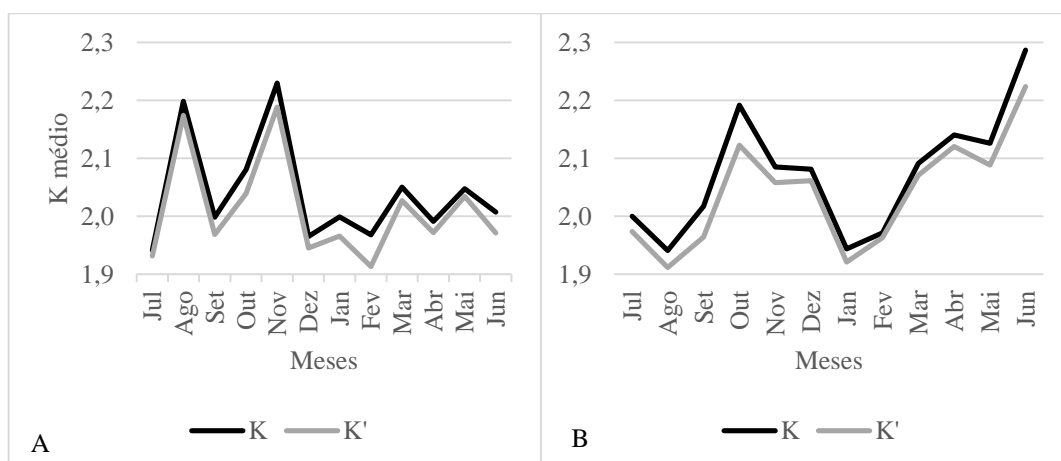 2,3
2,2
2,1
2,0
1,9
K médio
Jul
Ago
Set
Out
Nov
Dez
Jan
Fev
Mar
Abr
Mai
Jun
Meses
K
K'
A
2,3
2,2
2,1
2,0
1,9
Jul
Ago
Set
Out
Nov
Dez
Jan
Fev
Mar
Abr
Mai
Jun
Meses
K
K'
B